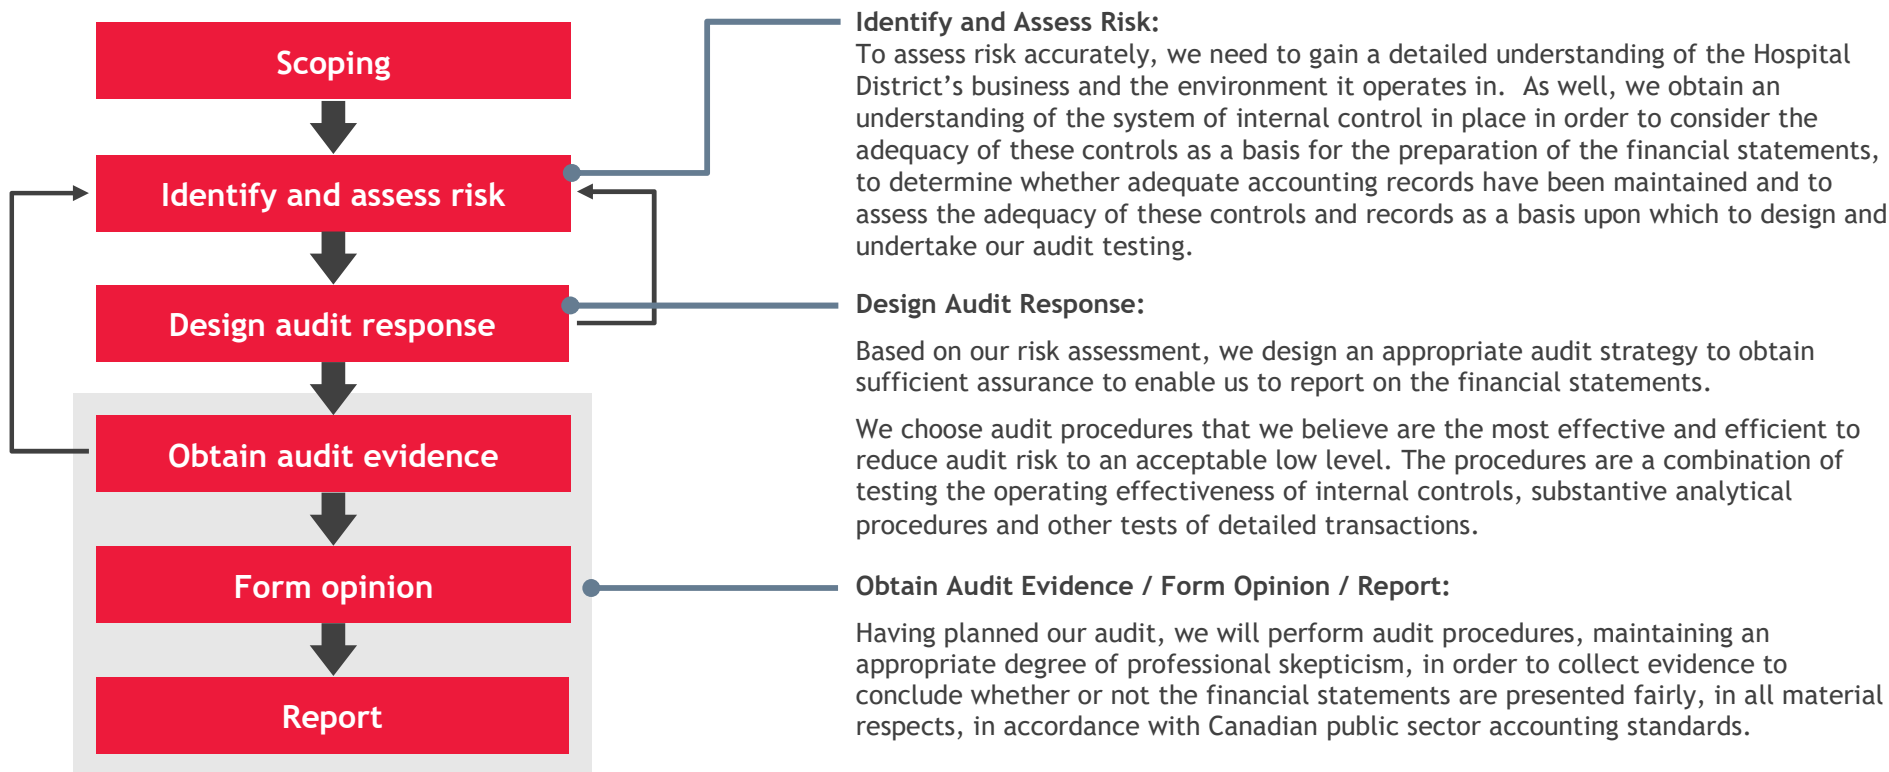 Scoping
Identify and assess risk
Design audit response
Obtain audit evidence
Form opinion
Report
Identify and Assess Risk:
To assess risk accurately, we need to gain a detailed understanding of the Hospital
District’s business and the environment it operates in.  As well, we obtain an
understanding of the system of internal control in place in order to consider the
adequacy of these controls as a basis for the preparation of the financial statements,
to determine whether adequate accounting records have been maintained and to
assess the adequacy of these controls and records as a basis upon which to design and
undertake our audit testing.
Design Audit Response:
Based on our risk assessment, we design an appropriate audit strategy to obtain
sufficient assurance to enable us to report on the financial statements.
We choose audit procedures that we believe are the most effective and efficient to
reduce audit risk to an acceptable low level. The procedures are a combination of
testing the operating effectiveness of internal controls, substantive analytical
procedures and other tests of detailed transactions.
Obtain Audit Evidence / Form Opinion / Report:
Having planned our audit, we will perform audit procedures, maintaining an
appropriate degree of professional skepticism, in order to collect evidence to
conclude whether or not the financial statements are presented fairly, in all material
respects, in accordance with Canadian public sector accounting standards.